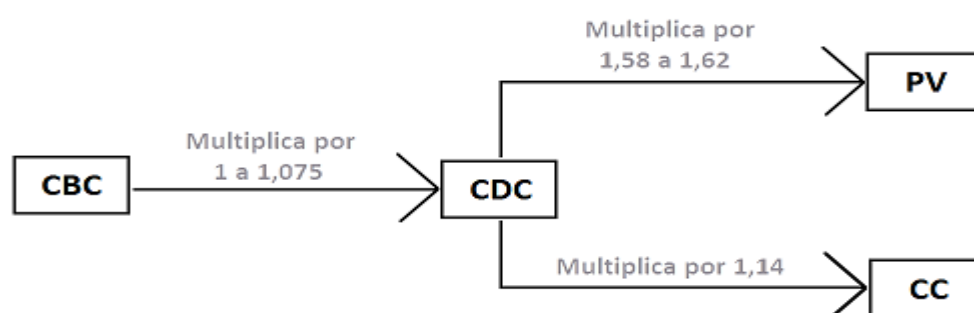 Multiplica por
1,58 a 1,62
PV
Multiplica por
1 a 1,075
CBC
CDC
Multiplica por 1,14
CC